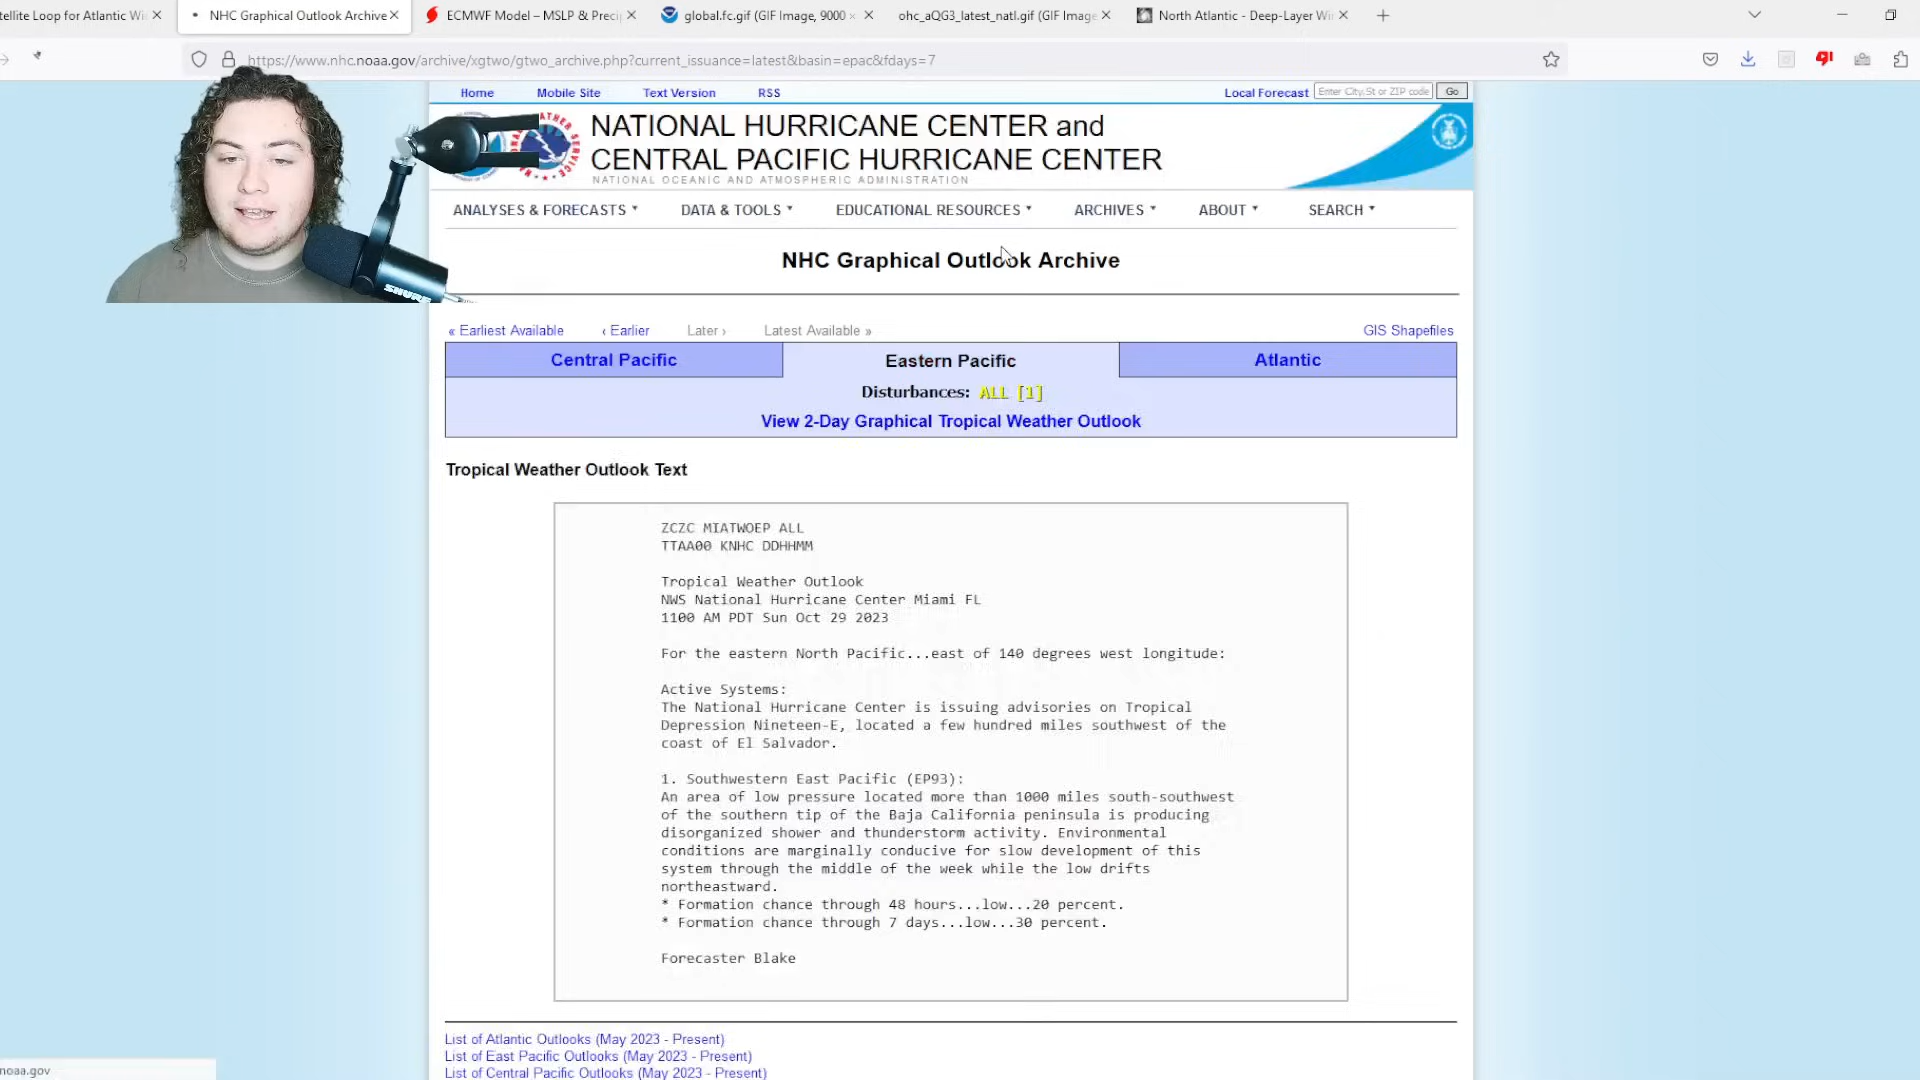 tellite Loop for Atlantic Wi
NHC Graphical Outlook Archive
ECMWF Model – MSLP & Preci
global.fc.gif (GIF Image, 9000 ×
ohc_aQG3_latest_natl.gif (GIF Image
North Atlantic - Deep-Layer Wi
https://www.nhc.noaa.gov/archive/xgtwo/gtwo_archive.php?current_issuance=latest&basin=epac&fdays=7
Home Mobile Site Text Version RSS Local Forecast Enter City,St or ZIP code Go
NATIONAL HURRICANE CENTER and
CENTRAL PACIFIC HURRICANE CENTER
NATIONAL OCEANIC AND ATMOSPHERIC ADMINISTRATION
ANALYSES & FORECASTS DATA & TOOLS EDUCATIONAL RESOURCES ARCHIVES ABOUT SEARCH
NHC Graphical Outlook Archive
« Earliest Available ‹ Earlier Later › Latest Available » GIS Shapefiles
Central Pacific Eastern Pacific Atlantic
Disturbances: ALL [1]
View 2-Day Graphical Tropical Weather Outlook
Tropical Weather Outlook Text
ZCZC MIATWOEP ALL
TTAA00 KNHC DDHHMM
Tropical Weather Outlook
NWS National Hurricane Center Miami FL
1100 AM PDT Sun Oct 29 2023
For the eastern North Pacific...east of 140 degrees west longitude:
Active Systems:
The National Hurricane Center is issuing advisories on Tropical
Depression Nineteen-E, located a few hundred miles southwest of the
coast of El Salvador.
1. Southwestern East Pacific (EP93):
An area of low pressure located more than 1000 miles south-southwest
of the southern tip of the Baja California peninsula is producing
disorganized shower and thunderstorm activity. Environmental
conditions are marginally conducive for slow development of this
system through the middle of the week while the low drifts
northeastward.
* Formation chance through 48 hours...low...20 percent.
* Formation chance through 7 days...low...30 percent.
Forecaster Blake
List of Atlantic Outlooks (May 2023 - Present)
List of East Pacific Outlooks (May 2023 - Present)
List of Central Pacific Outlooks (May 2023 - Present)
noaa.gov
SHURE